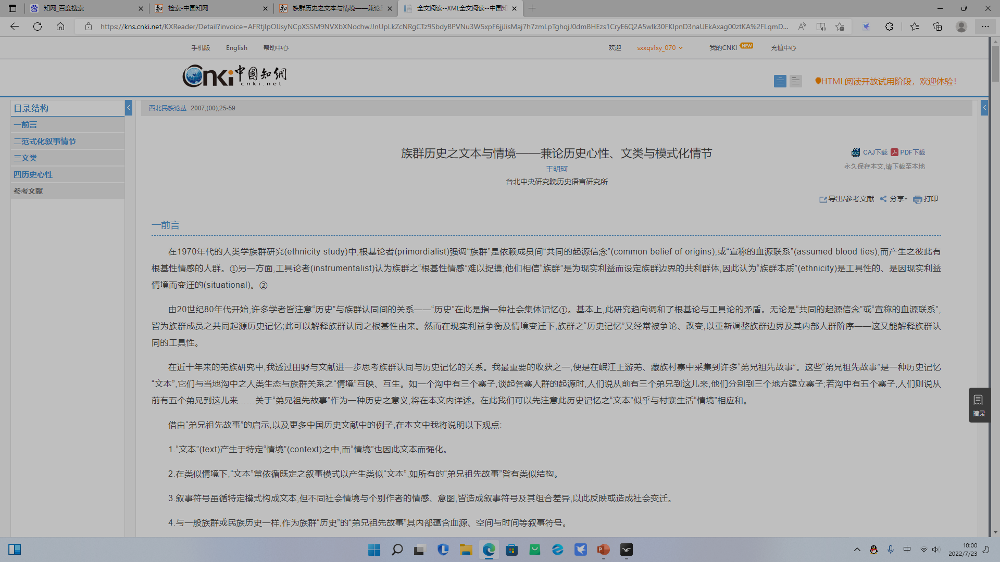 知网_百度搜索
检索-中国知网
族群历史之文本与情境——兼论
全文阅读--XML全文阅读--中国知
手机版 English 帮助中心 欢迎 sxxqsfxy_070 我的CNKI NEW 充值中心
Cnki中國知網
cnki.net
HTML阅读开放试用阶段，欢迎体验！
目录结构
一前言
二范式化叙事情节
三文类
四历史心性
参考文献
西北民族论丛 2007,(00),25-59
族群历史之文本与情境——兼论历史心性、文类与模式化情节
CAJ下载 PDF下载
王明珂
永久保存本文,请下载至本地
台北中央研究院历史语言研究所
导出/参考文献 分享 打印
一前言
在1970年代的人类学族群研究(ethnicity study)中,根基论者(primordialist)强调“族群”是依赖成员间“共同的起源信念”(common belief of origins),或“宣称的血源联系”(assumed blood ties),而产生之彼此有
根基性情感的人群。①另一方面,工具论者(instrumentalist)认为族群之“根基性情感”难以捉摸;他们相信“族群”是为现实利益而设定族群边界的共利群体,因此认为“族群本质”(ethnicity)是工具性的、是因现实利益
情境而变迁的(situational)。②
由20世纪80年代开始,许多学者皆注意“历史”与族群认同间的关系——“历史”在此是指一种社会集体记忆①。基本上,此研究趋向调和了根基论与工具论的矛盾。无论是“共同的起源信念”或“宣称的血源联系”,
皆为族群成员之共同起源历史记忆;此可以解释族群认同之根基性由来。然而在现实利益争衡及情境变迁下,族群之“历史记忆”又经常被争论、改变,以重新调整族群边界及其内部人群阶序——这又能解释族群认
同的工具性。
在近十年来的羌族研究中,我透过田野与文献进一步思考族群认同与历史记忆的关系。我最重要的收获之一,便是在岷江上游羌、藏族村寨中采集到许多“弟兄祖先故事”。这些“弟兄祖先故事”是一种历史记忆
“文本”,它们与当地沟中之人类生态与族群关系之“情境”互映、互生。如一个沟中有三个寨子,谈起各寨人群的起源时,人们说从前有三个弟兄到这儿来,他们分别到三个地方建立寨子;若沟中有五个寨子,人们则说从
前有五个弟兄到这儿来……关于“弟兄祖先故事”作为一种历史之意义,将在本文内详述。在此我们可以先注意此历史记忆之“文本”似乎与村寨生活“情境”相应和。
借由“弟兄祖先故事”的启示,以及更多中国历史文献中的例子,在本文中我将说明以下观点:
1.“文本”(text)产生于特定“情境”(context)之中,而“情境”也因此文本而强化。
2.在类似情境下,“文本”常依循既定之叙事模式以产生类似“文本”,如所有的“弟兄祖先故事”皆有类似结构。
3.叙事符号虽循特定模式构成文本,但不同社会情境与个别作者的情感、意图,皆造成叙事符号及其组合差异,以此反映或造成社会变迁。
4.与一般族群或民族历史一样,作为族群“历史”的“弟兄祖先故事”其内部蕴含血源、空间与时间等叙事符号。
摘录
中
10:00
2022/7/23